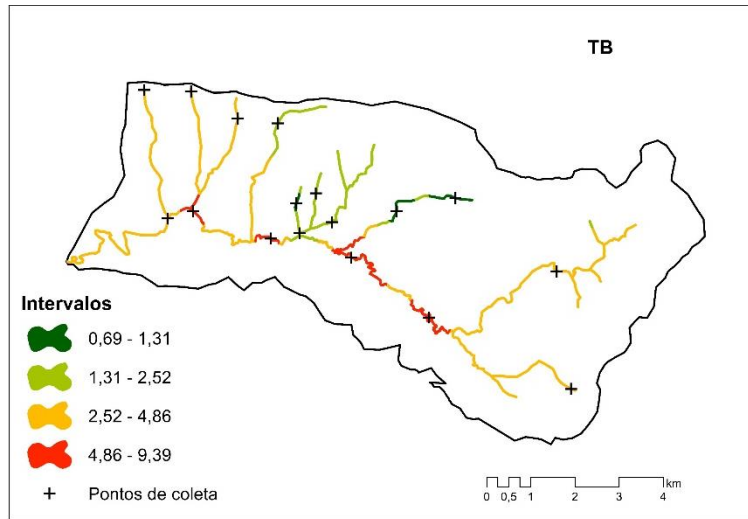 TB
Intervalos
0,69 - 1,31
1,31 - 2,52
2,52 - 4,86
4,86 - 9,39
Pontos de coleta
km
0 0,5 1 2 3 4